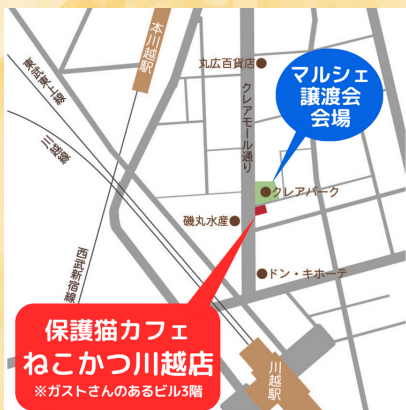 本川越駅
東武東上線
川越線
丸広百貨店
クレアモール通り
マルシェ
譲渡会
会場
クレアパーク
磯丸水産
西武新宿線
ドン・キホーテ
保護猫カフェ
ねこかつ川越店
※ガストさんのあるビル3階
川越駅